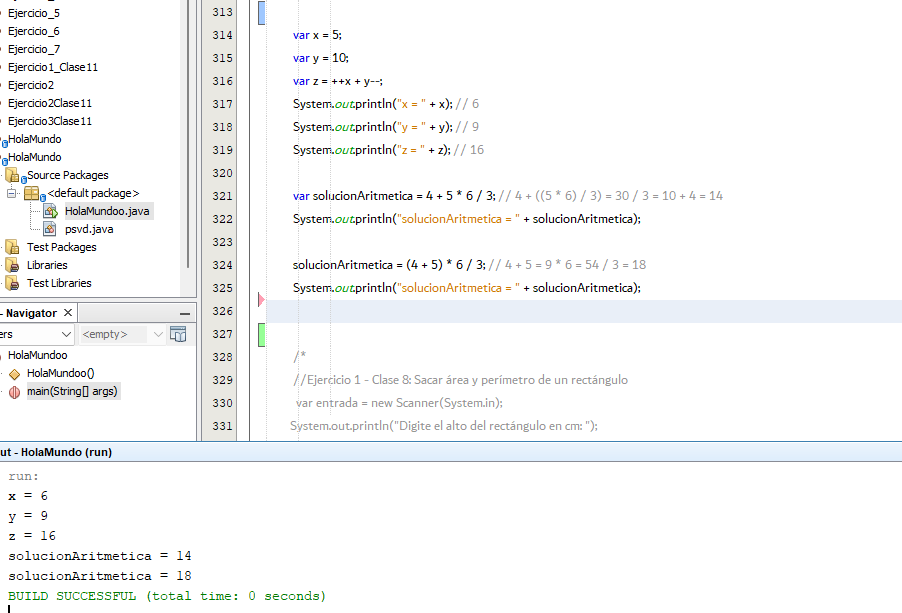 Ejercicio_5
Ejercicio_6
Ejercicio_7
Ejercicio1_Clase11
Ejercicio2
Ejercicio2Clase11
Ejercicio3Clase11
HolaMundo
HolaMundo
Source Packages
<default package>
HolaMundoo.java
psvd.java
Test Packages
Libraries
Test Libraries
- Navigator
ers
<empty>
HolaMundoo
HolaMundoo()
main(String[] args)
313
314 var x = 5;
315 var y = 10;
316 var z = ++x + y--;
317 System.out.println("x = " + x); // 6
318 System.out.println("y = " + y); // 9
319 System.out.println("z = " + z); // 16
320
321 var solucionAritmetica = 4 + 5 * 6 / 3; // 4 + ((5 * 6) / 3) = 30 / 3 = 10 + 4 = 14
322 System.out.println("solucionAritmetica = " + solucionAritmetica);
323
324 solucionAritmetica = (4 + 5) * 6 / 3; // 4 + 5 = 9 * 6 = 54 / 3 = 18
325 System.out.println("solucionAritmetica = " + solucionAritmetica);
326
327
328 /*
329 //Ejercicio 1 - Clase 8: Sacar área y perímetro de un rectángulo
330 var entrada = new Scanner(System.in);
331 System.out.println("Digite el alto del rectángulo en cm: ");
ut - HolaMundo (run)
run:
x = 6
y = 9
z = 16
solucionAritmetica = 14
solucionAritmetica = 18
BUILD SUCCESSFUL (total time: 0 seconds)